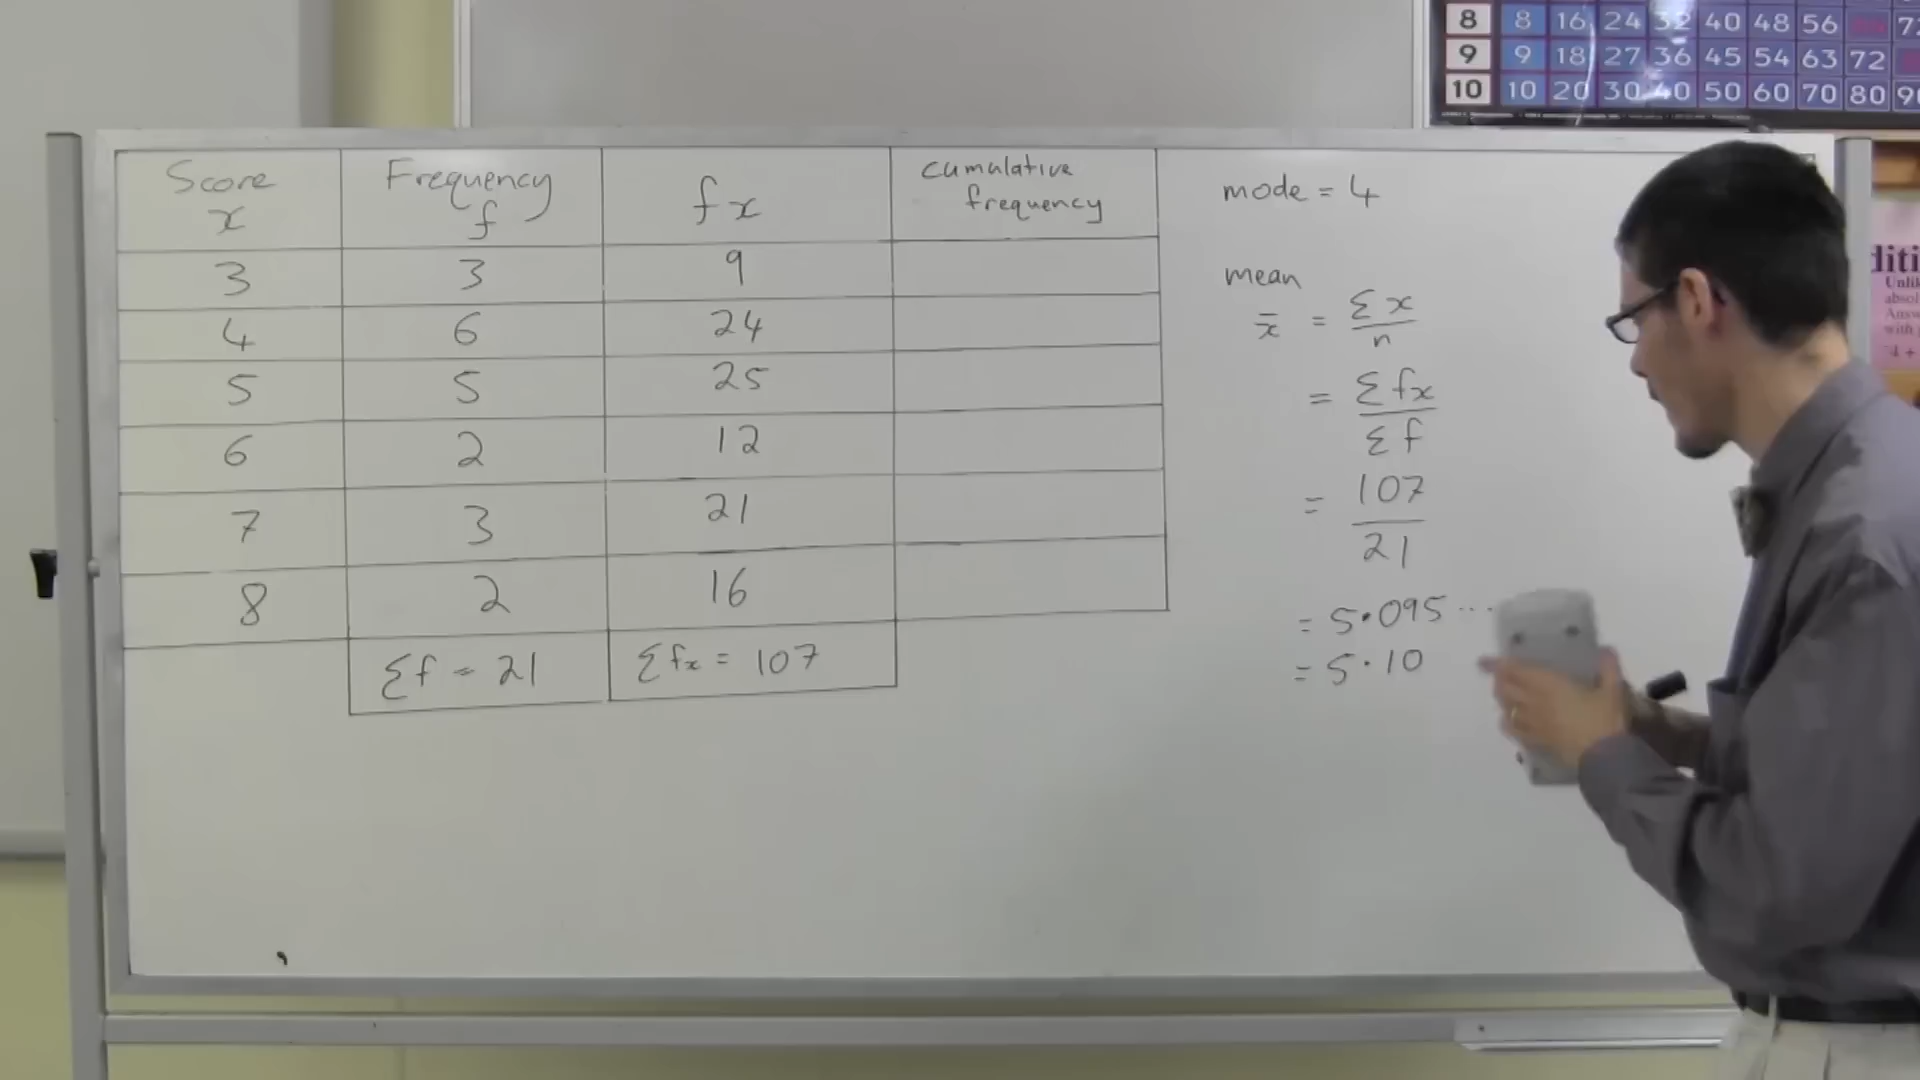 8 8 16 24 32 40 48 56
9 9 18 27 36 45 54 63 72
10 10 20 30 40 50 60 70 80
Score x
Frequency f
fx
cumulative frequency
3 3 9
4 6 24
5 5 25
6 2 12
7 3 21
8 2 16
Σf = 21
Σfx = 107
mode = 4
mean
x̄ = Σx/n
= Σfx/Σf
= 107/21
= 5.095...
= 5.10